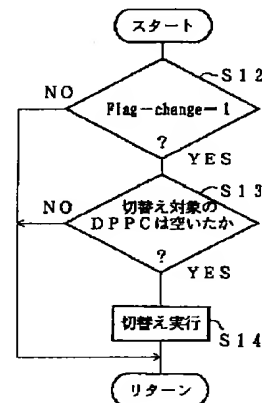 スタート
S12
NO
Flag-change=1
?
YES
S13
NO
切替え対象の
DPPCは空いたか
?
YES
切替え実行
S14
リターン